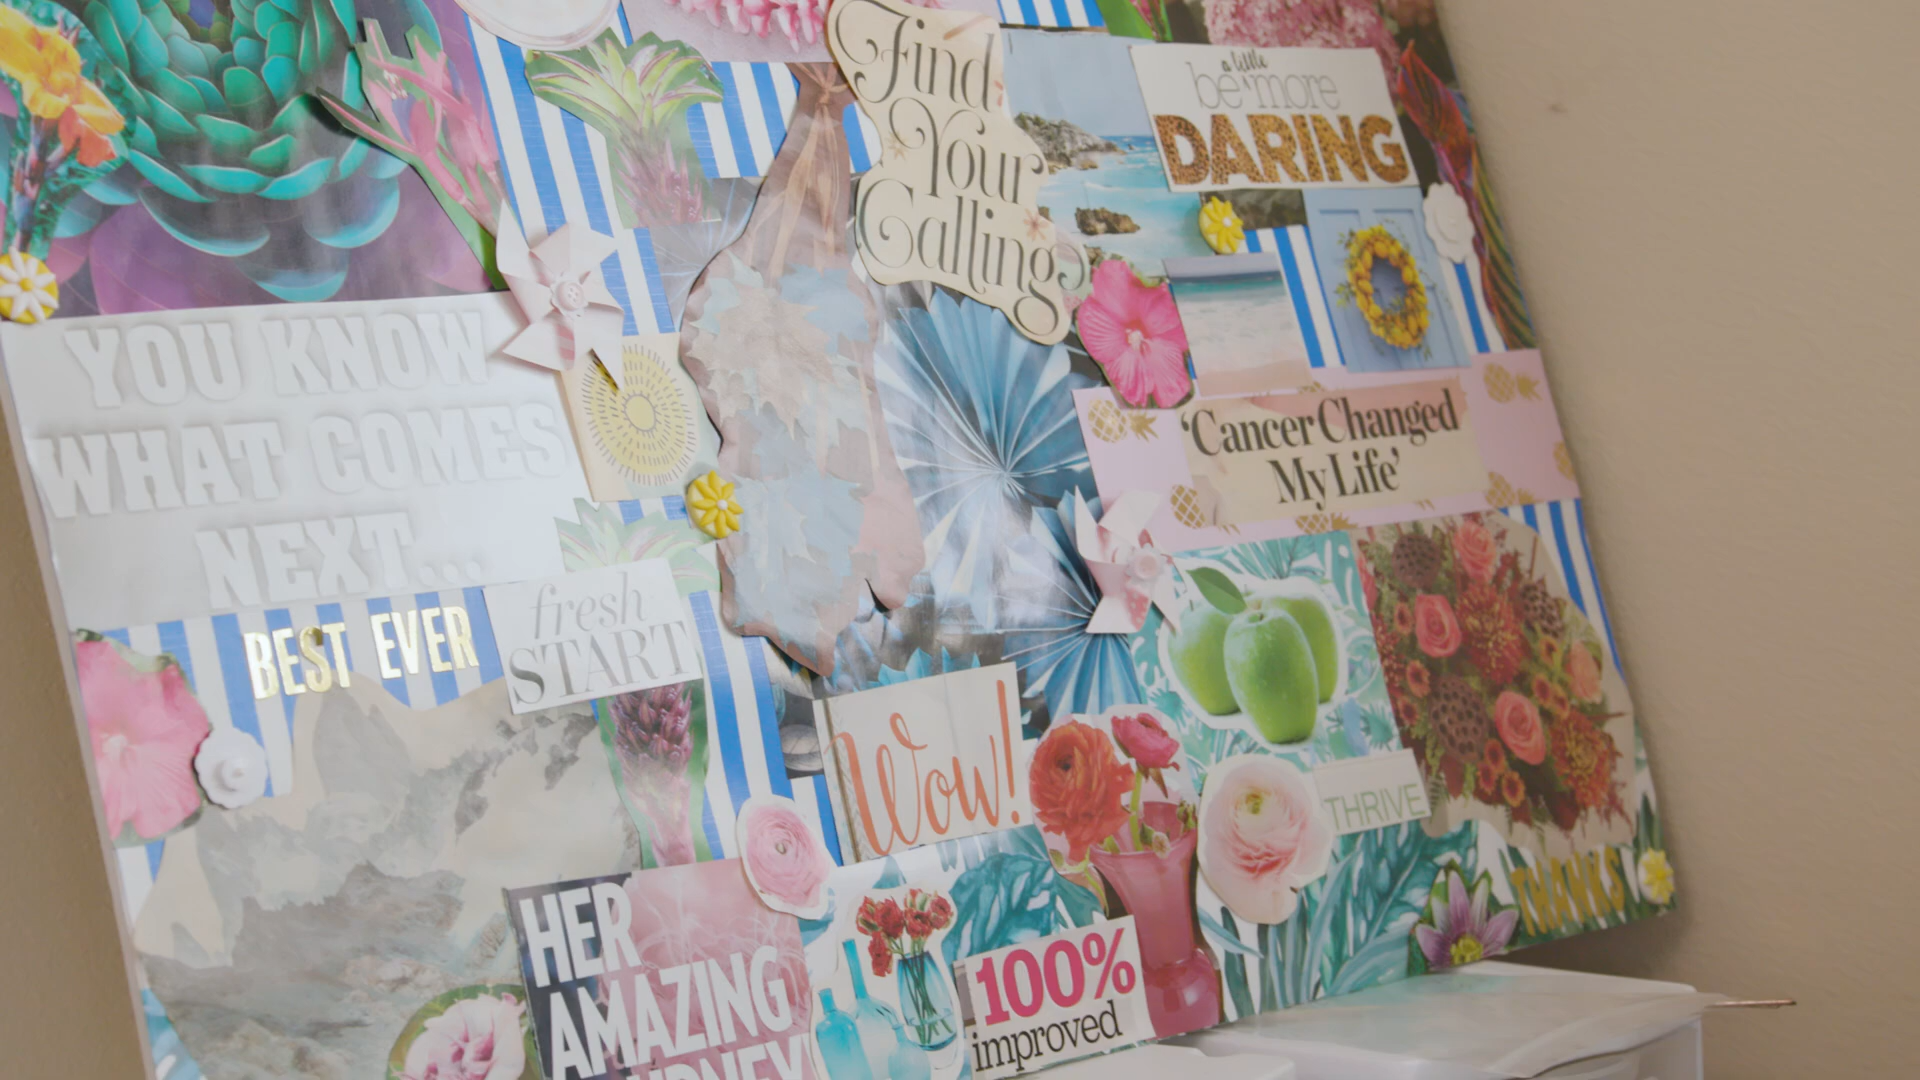 Find
Your
Calling
a little
be more
DARING
YOU KNOW
WHAT COMES
NEXT...
'Cancer Changed
My Life'
BEST EVER
fresh
START
Wow!
THRIVE
THANKS
HER
AMAZING
100%
improved